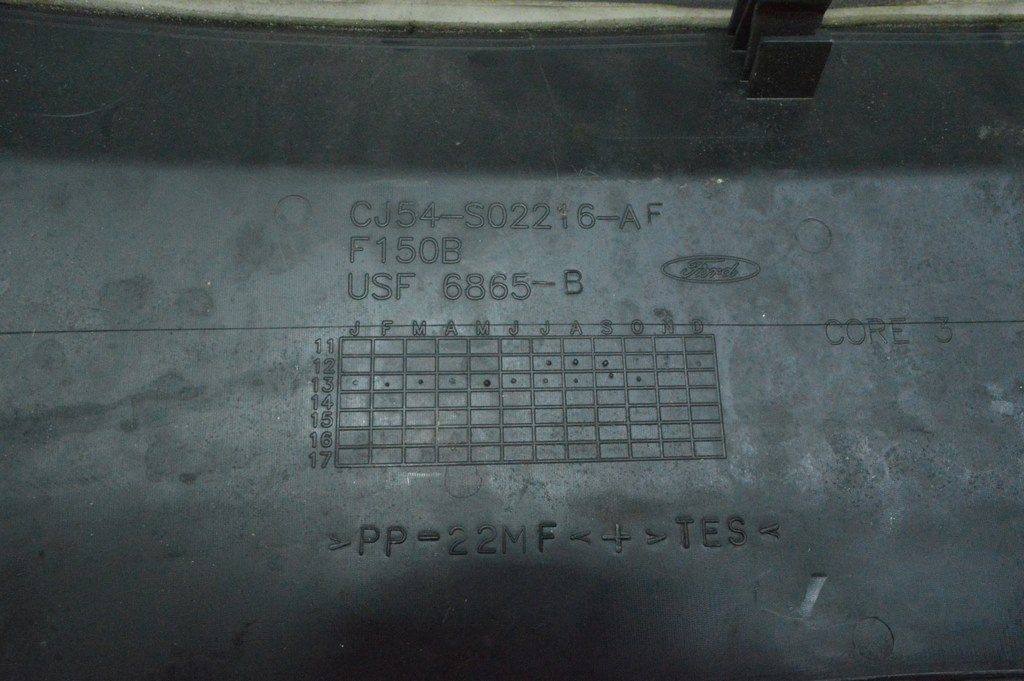 CJ54-S02216-AF
F150B
USF 6865-B
Ford
J F M A M J J A S O N D
CORE 3
11
12
13
14
15
16
17
>PP-22MF<+>TES<